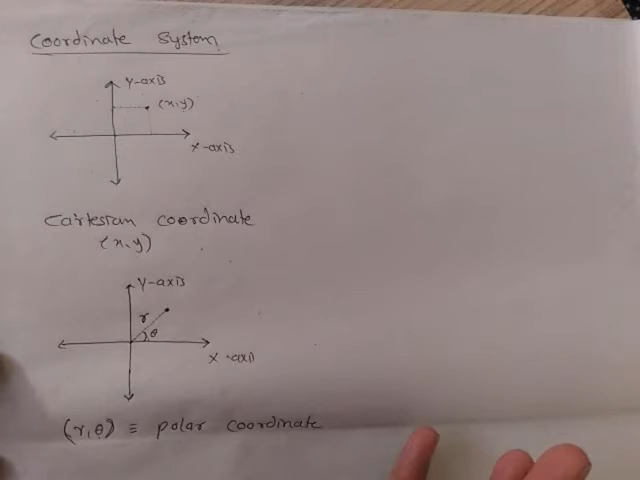 Coordinate System
Y-axis
(x,y)
X-axis
Cartesian coordinate
(x,y)
Y-axis
r
θ
X-axis
(r,θ) ≡ polar coordinate